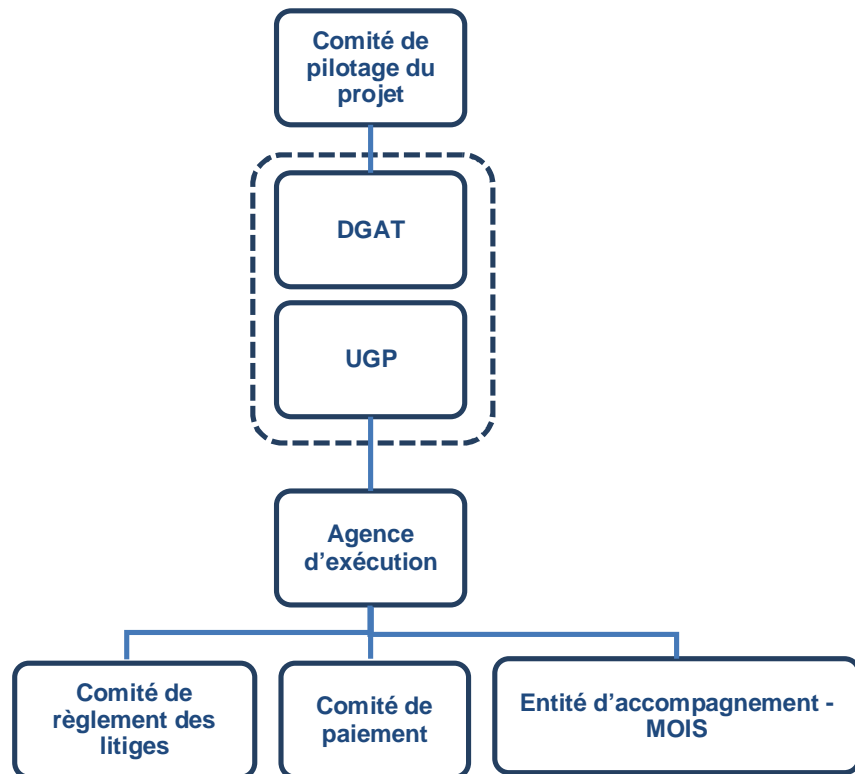 Comité de
pilotage du
projet
DGAT
UGP
Agence
d’exécution
Comité de
règlement des
litiges
Comité de
paiement
Entité d’accompagnement -
MOIS